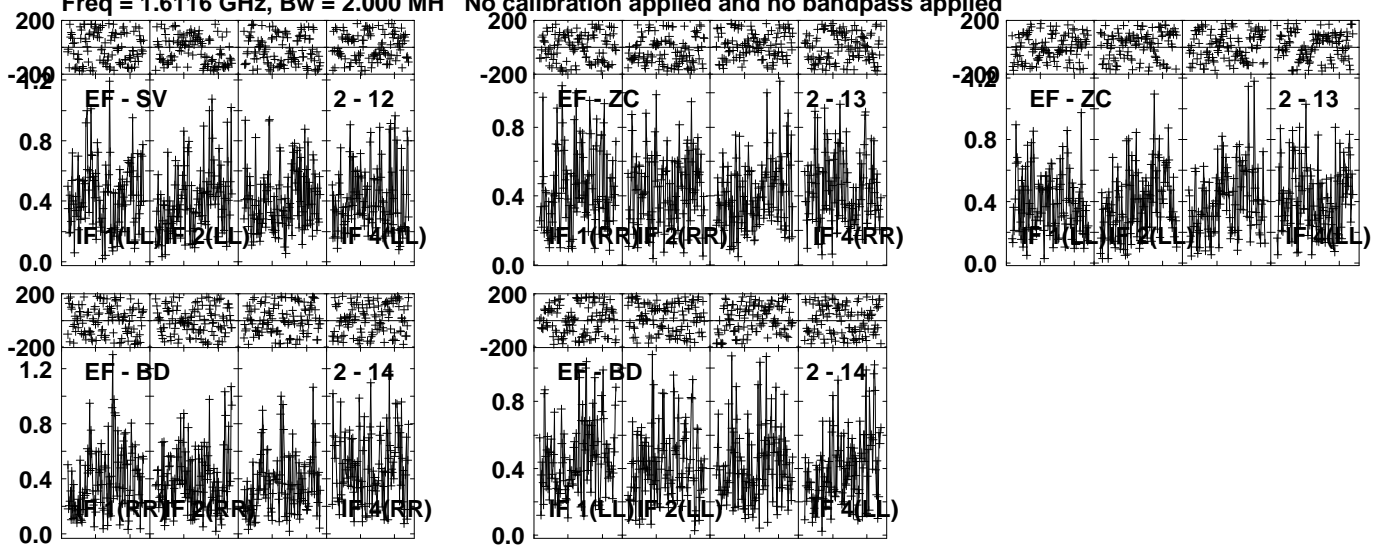 Freq = 1.6116 GHz, Bw = 2.000 MH No calibration applied and no bandpass applied
200
-200
1.2
0.8
0.4
0.0
EF - SV
2 - 12
IF 1(LL)
IF 2(LL)
IF 4(LL)
200
-200
0.8
0.4
0.0
EF - ZC
2 - 13
IF 1(RR)
IF 2(RR)
IF 4(RR)
200
-200
1.2
0.8
0.4
0.0
EF - ZC
2 - 13
IF 1(LL)
IF 2(LL)
IF 4(LL)
200
-200
1.2
0.8
0.4
0.0
EF - BD
2 - 14
IF 1(RR)
IF 2(RR)
IF 4(RR)
200
-200
0.8
0.4
0.0
EF - BD
2 - 14
IF 1(LL)
IF 2(LL)
IF 4(LL)